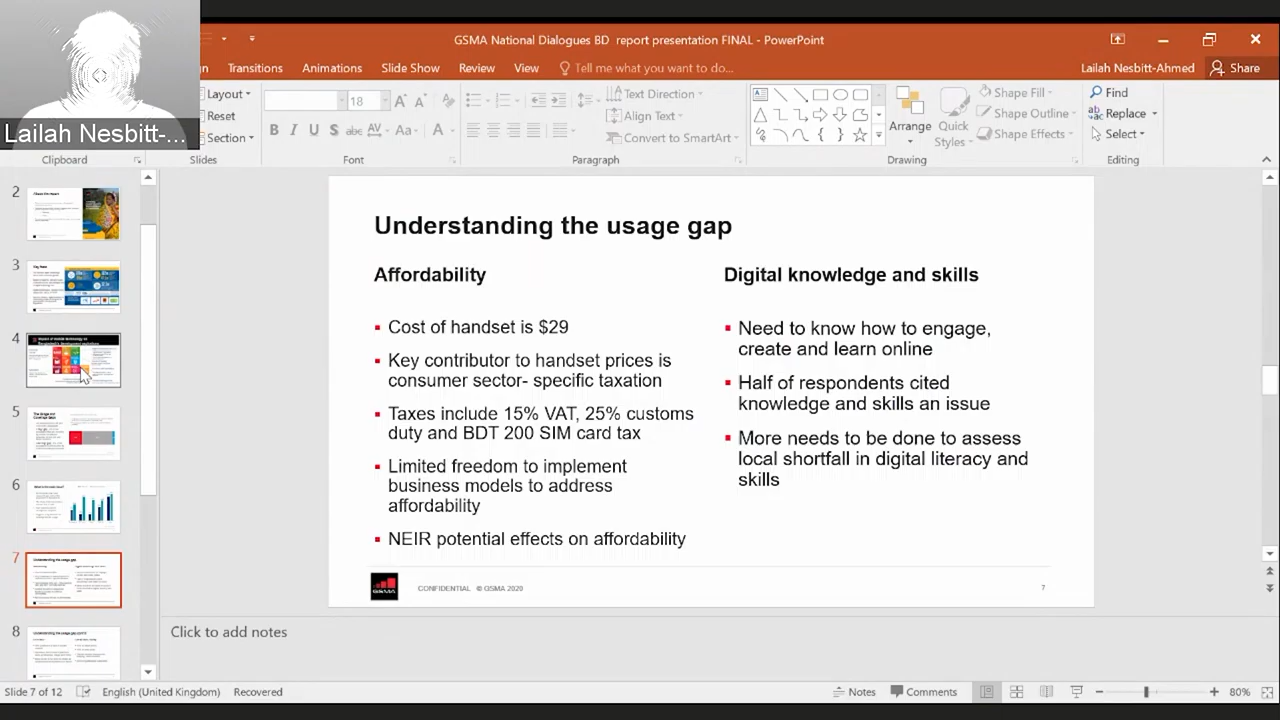 GSMA National Dialogues BD report presentation FINAL - PowerPoint
Transitions Animations Slide Show Review View Tell me what you want to do... Lailah Nesbitt-Ahmed Share
Lailah Nesbitt-...
Layout
Reset
Section
18
Text Direction
Align Text
Convert to SmartArt
Arrange
Quick
Styles
Shape Fill
Shape Outline
Shape Effects
Find
Replace
Select
Clipboard Slides Font Paragraph Drawing Editing
2
3
4
5
6
7
8
Understanding the usage gap
Affordability
Cost of handset is $29
Key contributor to handset prices is
consumer sector- specific taxation
Taxes include 15% VAT, 25% customs
duty and BDT 200 SIM card tax
Limited freedom to implement
business models to address
affordability
NEIR potential effects on affordability
Digital knowledge and skills
Need to know how to engage,
create and learn online
Half of respondents cited
knowledge and skills an issue
More needs to be done to assess
local shortfall in digital literacy and
skills
CONFIDENTIAL © GSMA 2020
7
Click to add notes
Slide 7 of 12 English (United Kingdom) Recovered Notes Comments 80%